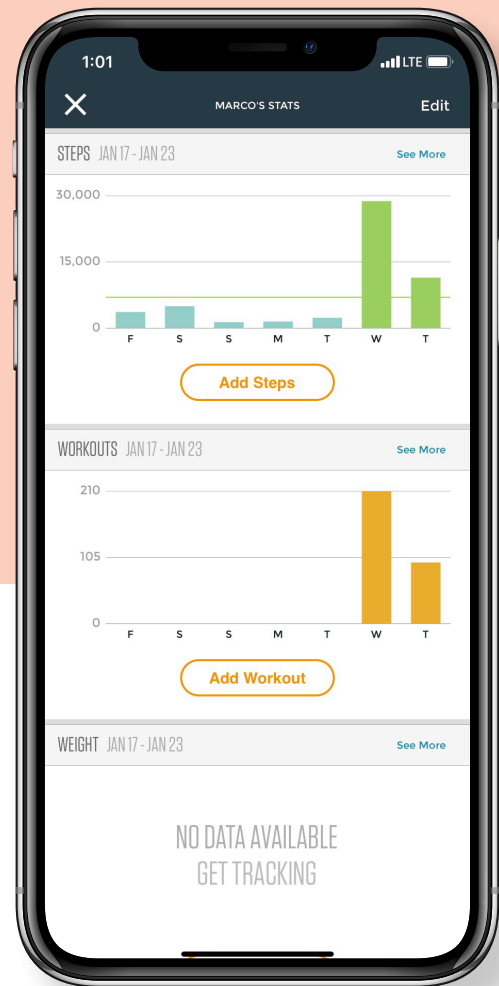 1:01 LTE
MARCO'S STATS Edit
STEPS JAN 17 - JAN 23 See More
30,000
15,000
0
F S S M T W T
Add Steps
WORKOUTS JAN 17 - JAN 23 See More
210
105
0
F S S M T W T
Add Workout
WEIGHT JAN 17 - JAN 23 See More
NO DATA AVAILABLE
GET TRACKING